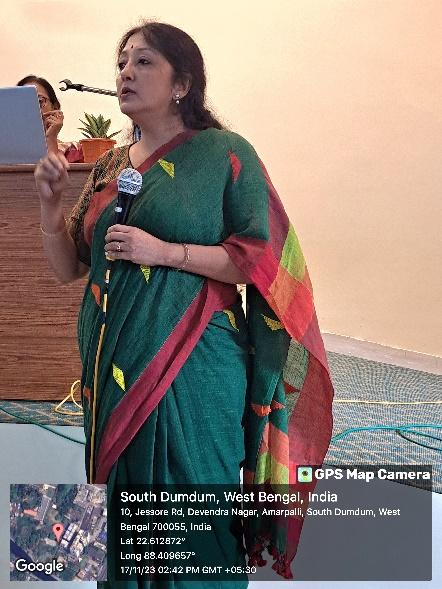 GPS Map Camera
South Dumdum, West Bengal, India
10, Jessore Rd, Devendra Nagar, Amarpalli, South Dumdum, West
Bengal 700055, India
Lat 22.612872°
Long 88.409657°
17/11/23 02:42 PM GMT +05:30
Google